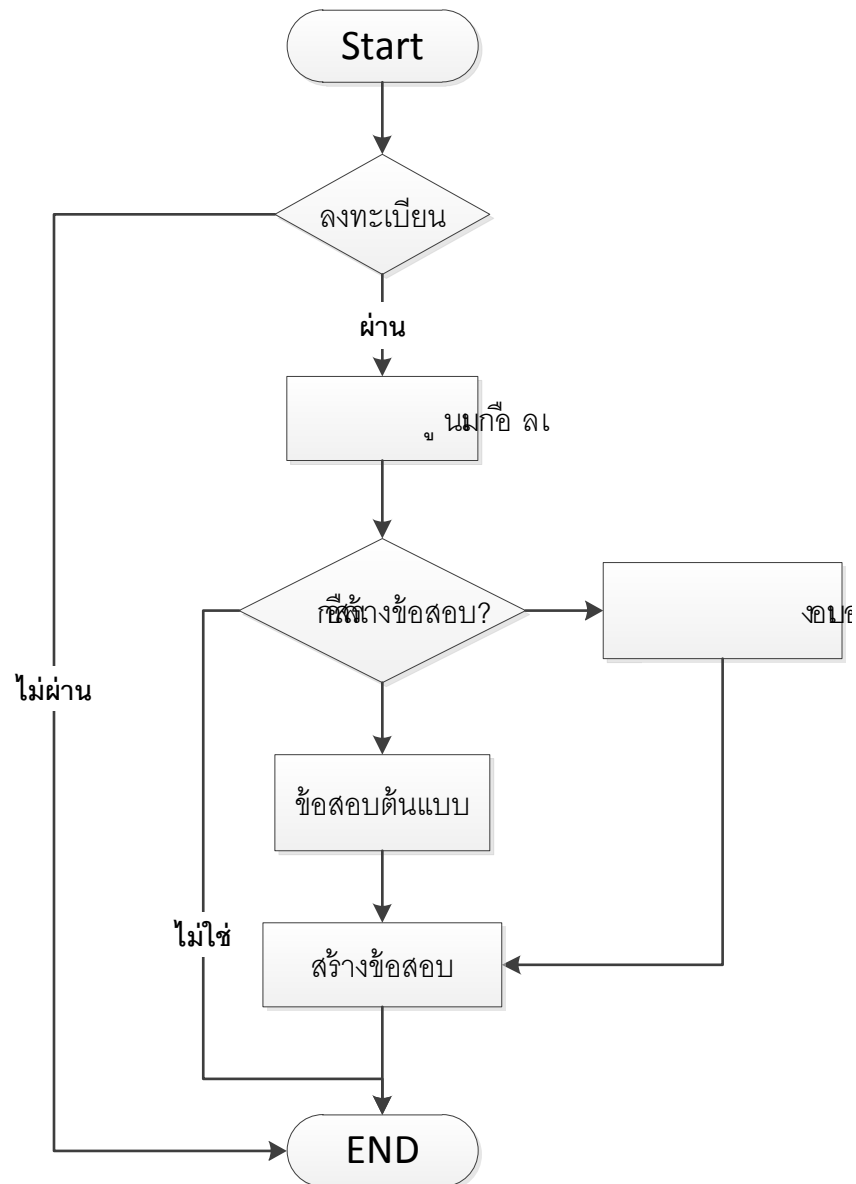 Start
ลงทะเบียน
ผ่าน
สร้างข้อสอบ?
ไม่ผ่าน
ข้อสอบต้นแบบ
ไม่ใช่
สร้างข้อสอบ
END